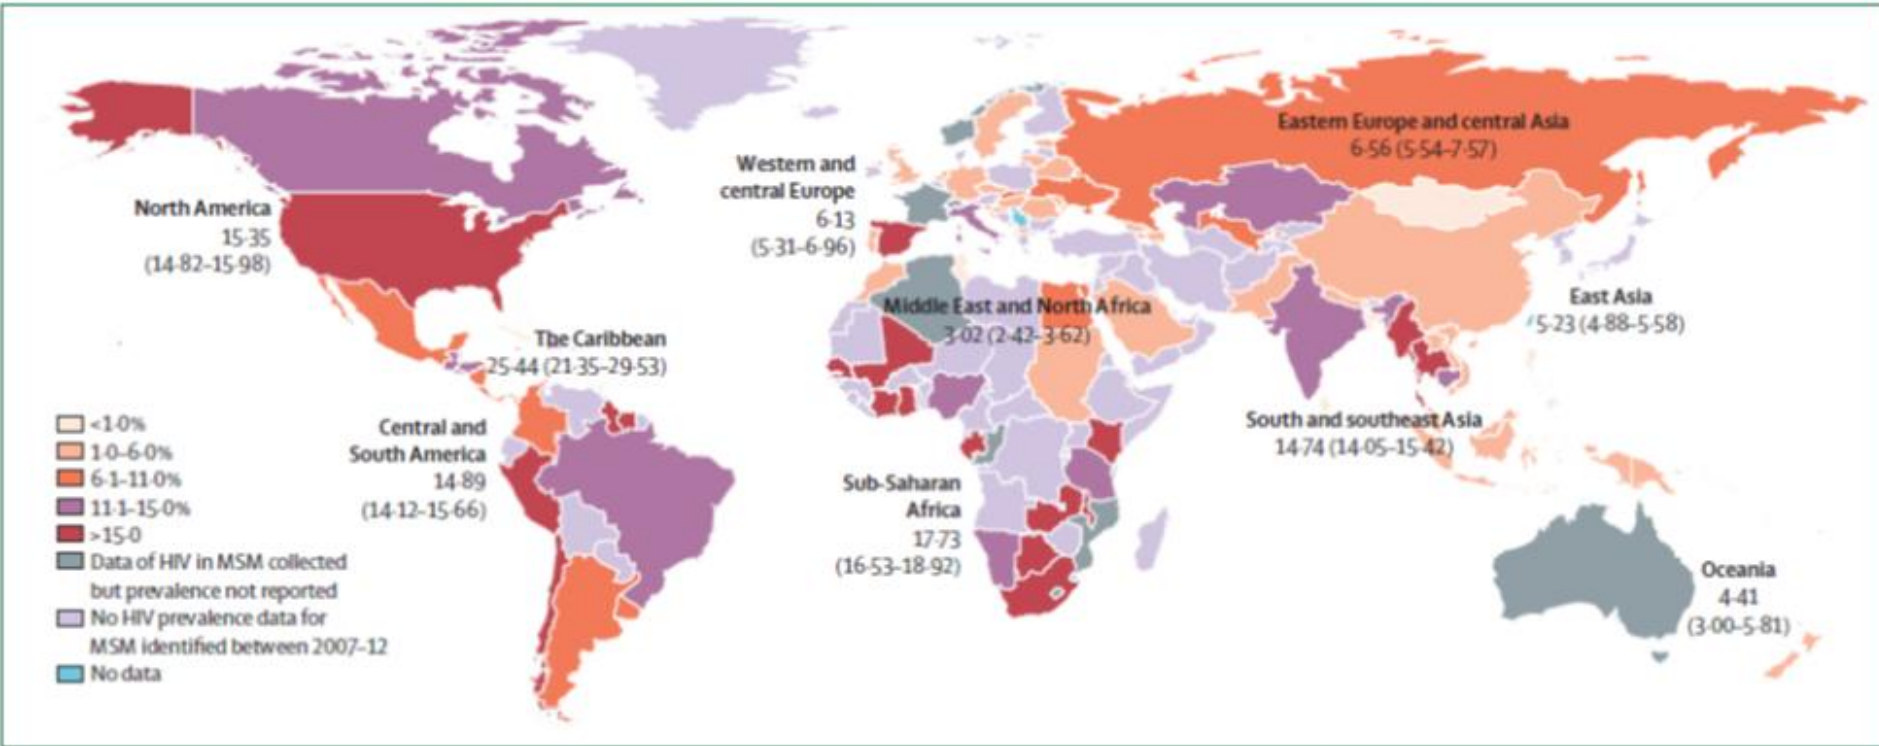 North America
15·35
(14·82–15·98)
The Caribbean
25·44 (21·35–29·53)
Central and
South America
14·89
(14·12–15·66)
Western and
central Europe
6·13
(5·31–6·96)
Eastern Europe and central Asia
6·56 (5·54–7·57)
Middle East and North Africa
3·02 (2·42–3·62)
East Asia
5·23 (4·88–5·58)
South and southeast Asia
14·74 (14·05–15·42)
Sub-Saharan
Africa
17·73
(16·53–18·92)
Oceania
4·41
(3·00–5·81)
<1·0%
1·0–6·0%
6·1–11·0%
11·1–15·0%
>15·0
Data of HIV in MSM collected
but prevalence not reported
No HIV prevalence data for
MSM identified between 2007–12
No data